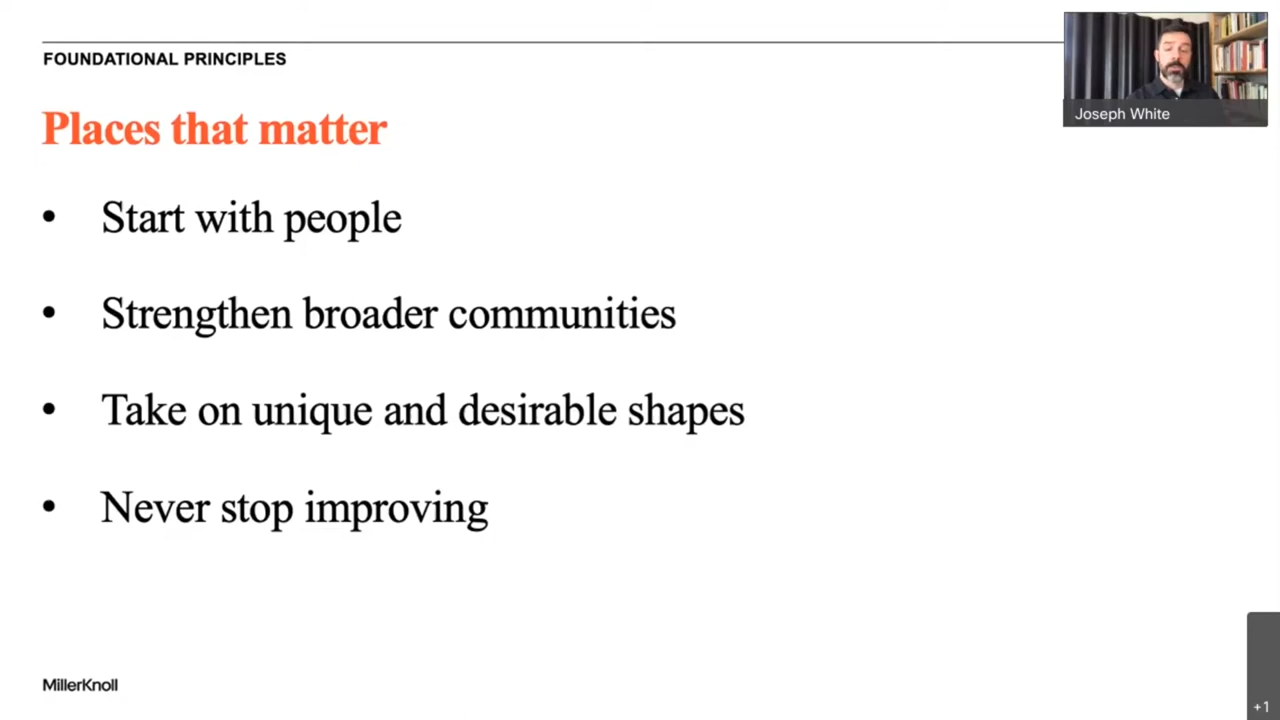 FOUNDATIONAL PRINCIPLES
Joseph White
Places that matter
• Start with people
• Strengthen broader communities
• Take on unique and desirable shapes
• Never stop improving
MillerKnoll
+1